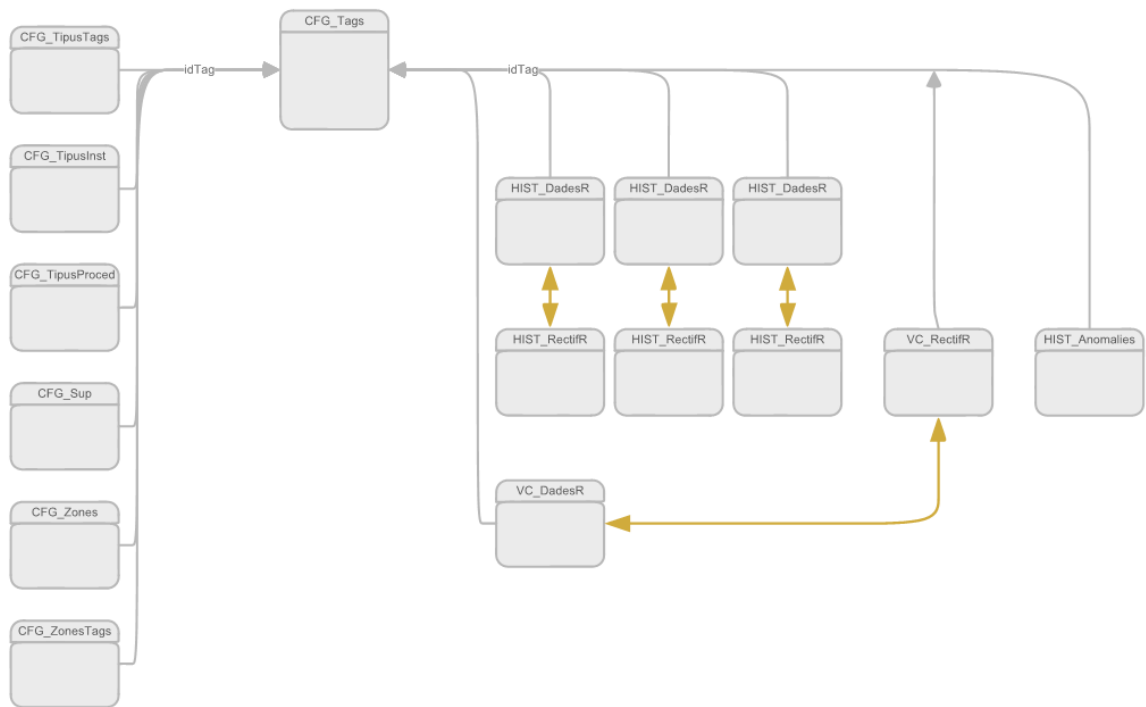 CFG_Tags
CFG_TipusTags
idTag
idTag
CFG_TipusInst
HIST_DadesR
HIST_DadesR
HIST_DadesR
CFG_TipusProced
HIST_RectifR
HIST_RectifR
HIST_RectifR
VC_RectifR
HIST_Anomalies
CFG_Sup
VC_DadesR
CFG_Zones
CFG_ZonesTags